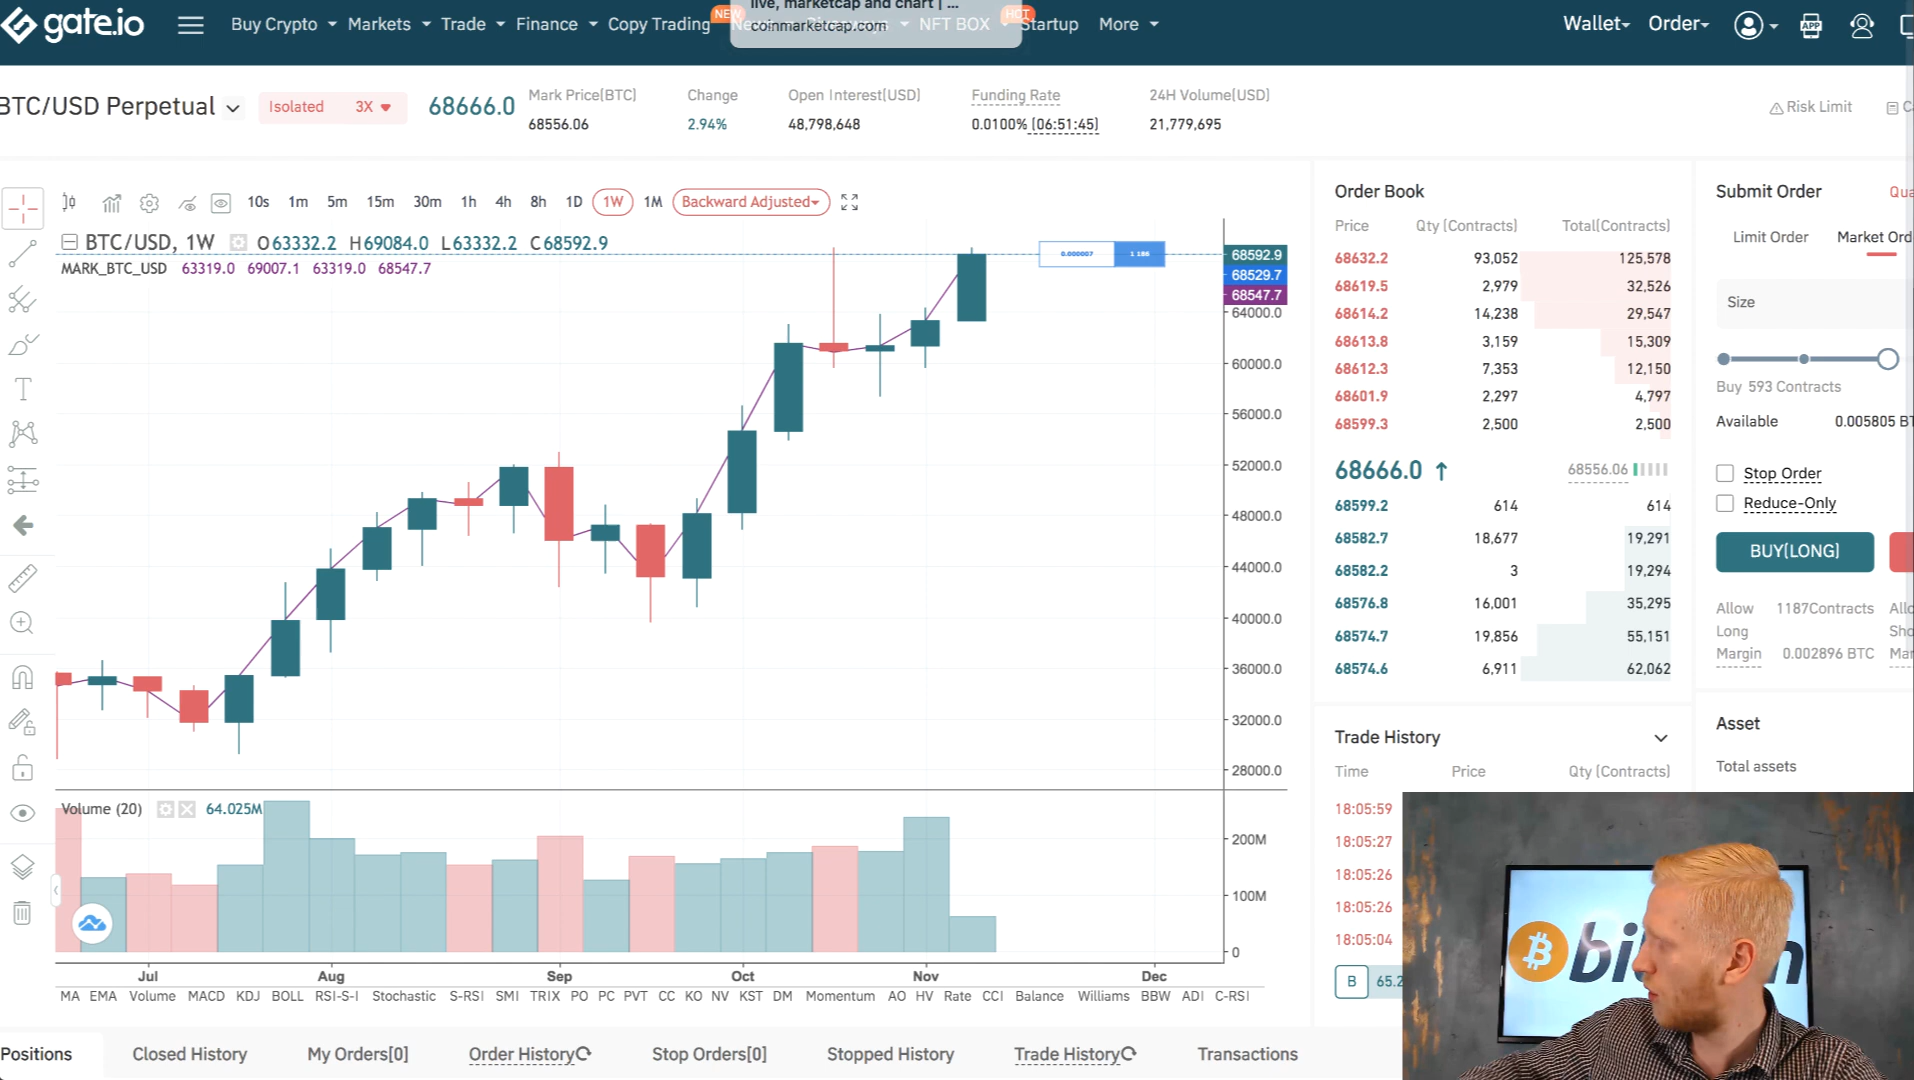 live, marketcap and chart | ...
coinmarketcap.com
gate.io Buy Crypto Markets Trade Finance Copy Trading NEW NFT BOX HOT Startup More Wallet Order APP
BTC/USD Perpetual Isolated 3X 68666.0
Mark Price(BTC) Change Open Interest(USD) Funding Rate 24H Volume(USD)
68556.06 2.94% 48,798,648 0.0100% [06:51:45] 21,779,695
Risk Limit
10s 1m 5m 15m 30m 1h 4h 8h 1D 1W 1M Backward Adjusted
BTC/USD, 1W O63332.2 H69084.0 L63332.2 C68592.9
MARK_BTC_USD 63319.0 69007.1 63319.0 68547.7
0.000007 1 186
68592.9
68529.7
68547.7
64000.0
60000.0
56000.0
52000.0
48000.0
44000.0
40000.0
36000.0
32000.0
28000.0
Volume (20) 64.025M
200M
100M
0
Jul Aug Sep Oct Nov Dec
MA EMA Volume MACD KDJ BOLL RSI-S-I Stochastic S-RSI SMI TRIX PO PC PVT CC KO NV KST DM Momentum AO HV Rate CCI Balance Williams BBW ADI C-RSI
Order Book
Price Qty (Contracts) Total(Contracts)
68632.2 93,052 125,578
68619.5 2,979 32,526
68614.2 14,238 29,547
68613.8 3,159 15,309
68612.3 7,353 12,150
68601.9 2,297 4,797
68599.3 2,500 2,500
68666.0 ↑ 68556.06
68599.2 614 614
68582.7 18,677 19,291
68582.2 3 19,294
68576.8 16,001 35,295
68574.7 19,856 55,151
68574.6 6,911 62,062
Trade History
Time Price Qty (Contracts)
18:05:59
18:05:27
18:05:26
18:05:26
18:05:04
B 65.2
Submit Order Qua
Limit Order Market Ord
Size
Buy 593 Contracts
Available 0.005805 BT
Stop Order
Reduce-Only
BUY(LONG)
Allow Long 1187Contracts
Margin 0.002896 BTC
Allo
Sho
Mar
Asset
Total assets
Positions Closed History My Orders[0] Order History Stop Orders[0] Stopped History Trade History Transactions